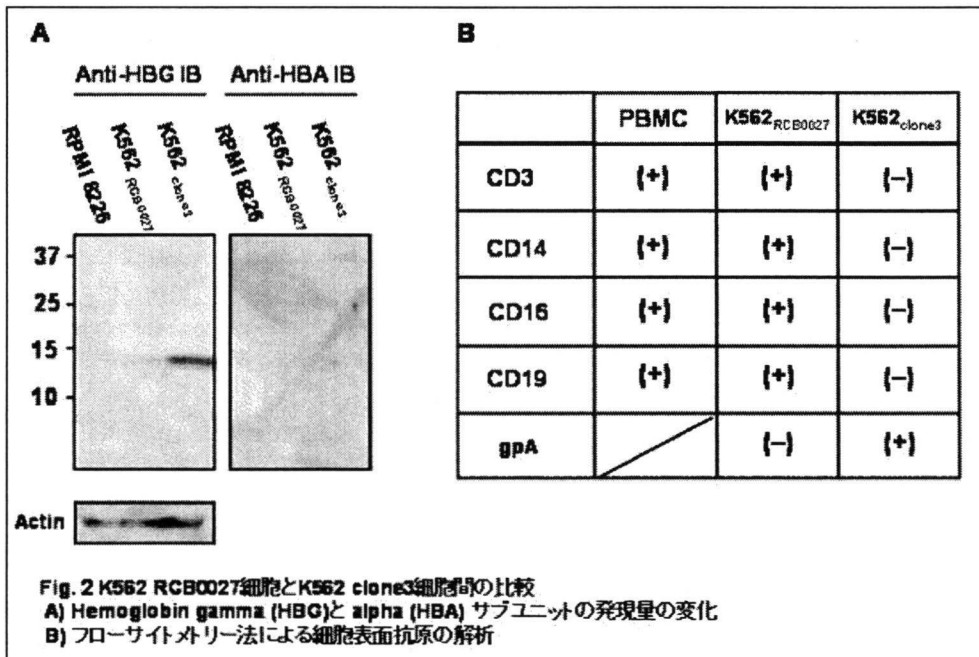 A
Anti-HBG IB Anti-HBA IB
RPMI 8226 K562 RCB0027 K562 clone3 RPMI 8226 K562 RCB0027 K562 clone3
37
25
15
10
Actin
B
PBMC K562RCB0027 K562clone3
CD3 (+) (+) (−)
CD14 (+) (+) (−)
CD16 (+) (+) (−)
CD19 (+) (+) (−)
gpA (−) (+)
Fig. 2 K562 RCB0027細胞とK562 clone3細胞間の比較
A) Hemoglobin gamma (HBG)と alpha (HBA) サブユニットの発現量の変化
B) フローサイトメトリー法による細胞表面抗原の解析